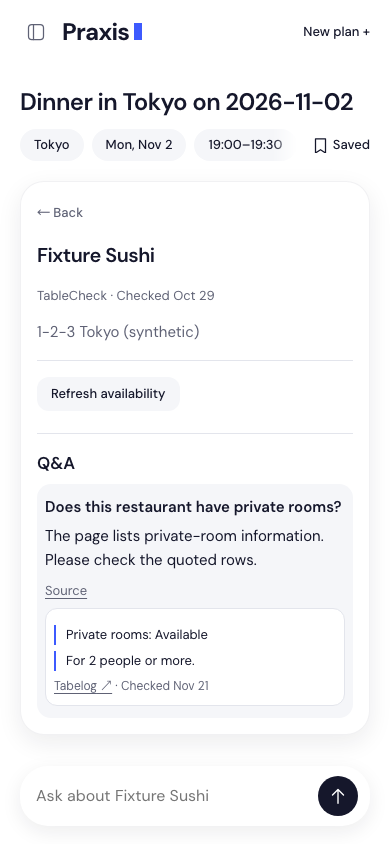 Praxis
New plan +
Dinner in Tokyo on 2026-11-02
Tokyo
Mon, Nov 2
19:00–19:30
Saved
← Back
Fixture Sushi
TableCheck · Checked Oct 29
1-2-3 Tokyo (synthetic)
Refresh availability
Q&A
Does this restaurant have private rooms?
The page lists private-room information.
Please check the quoted rows.
Source
Private rooms: Available
For 2 people or more.
Tabelog ↗ · Checked Nov 21
Ask about Fixture Sushi